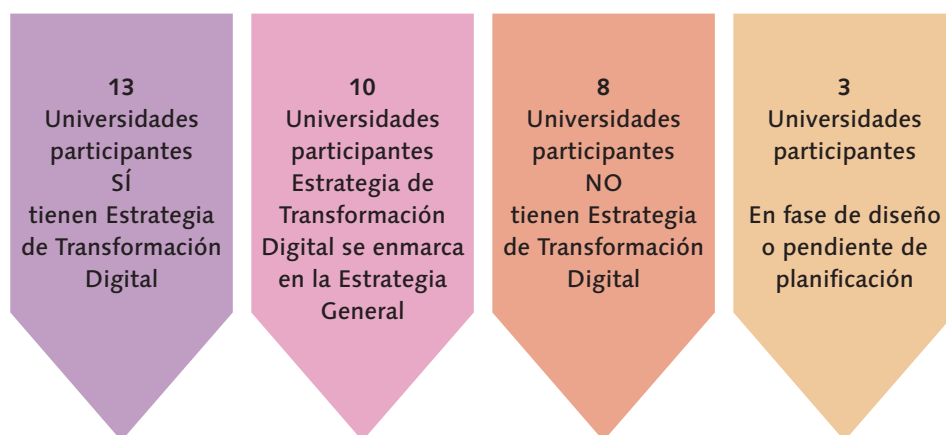 13
Universidades
participantes
SÍ
tienen Estrategia
de Transformación
Digital
10
Universidades
participantes
Estrategia de
Transformación
Digital se enmarca
en la Estrategia
General
8
Universidades
participantes
NO
tienen Estrategia
de Transformación
Digital
3
Universidades
participantes
En fase de diseño
o pendiente de
planificación